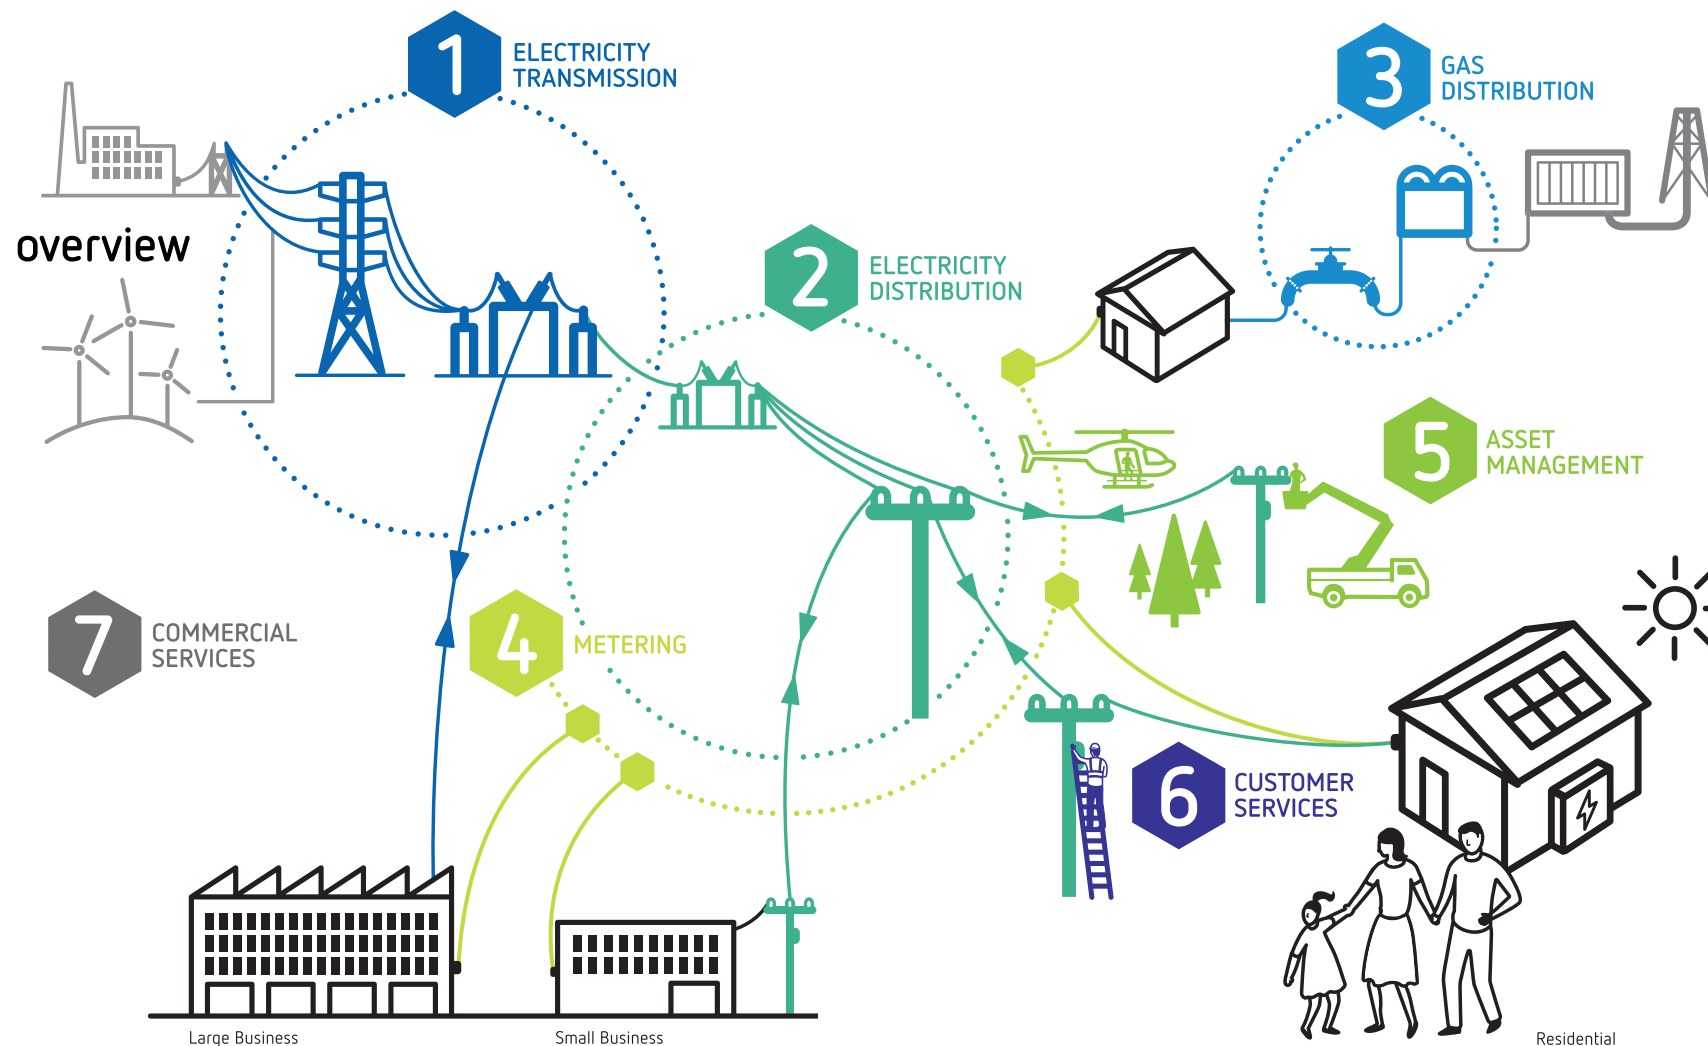 1
ELECTRICITY
TRANSMISSION
3
GAS
DISTRIBUTION
overview
2
ELECTRICITY
DISTRIBUTION
5
ASSET
MANAGEMENT
7
COMMERCIAL
SERVICES
4
METERING
6
CUSTOMER
SERVICES
Large Business
Small Business
Residential